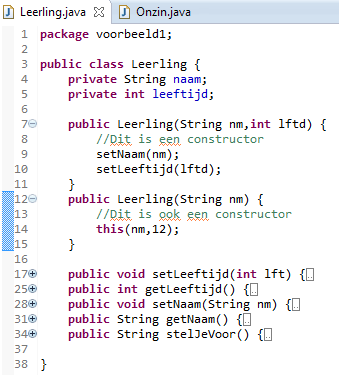 Leerling.java Onzin.java
1 package voorbeeld1;
2
3 public class Leerling {
4 private String naam;
5 private int leeftijd;
6
7 public Leerling(String nm,int lftd) {
8 //Dit is een constructor
9 setNaam(nm);
10 setLeeftijd(lftd);
11 }
12 public Leerling(String nm) {
13 //Dit is ook een constructor
14 this(nm,12);
15 }
16
17 public void setLeeftijd(int lft) {
25 public int getLeeftijd() {
28 public void setNaam(String nm) {
31 public String getNaam() {
34 public String stelJeVoor() {
37
38 }